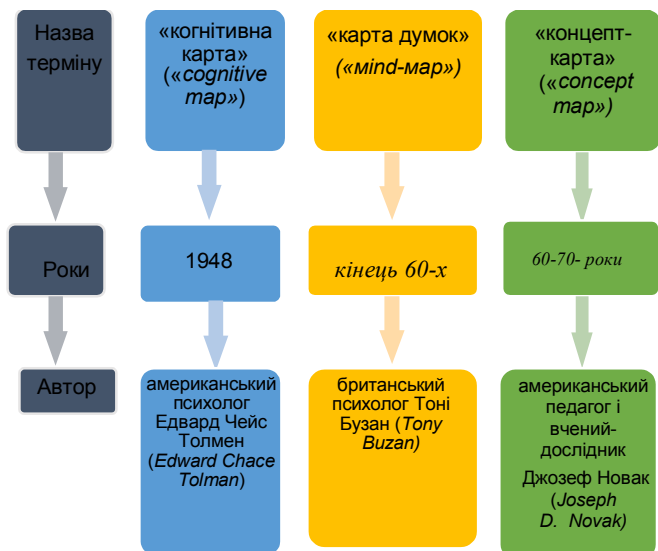 Назва
терміну
«когнітивна
карта»
(«cognitive
map»)
«карта думок»
(«мind-мар»)
«концепт-
карта»
(«concept
map»)
Роки
1948
кінець 60-х
60-70- роки
Автор
американський
психолог
Едвард Чейс
Толмен
(Edward Chace
Tolman)
британський
психолог Тоні
Бузан (Tony
Buzan)
американський
педагог і
вчений-
дослідник
Джозеф Новак
(Joseph
D. Novak)